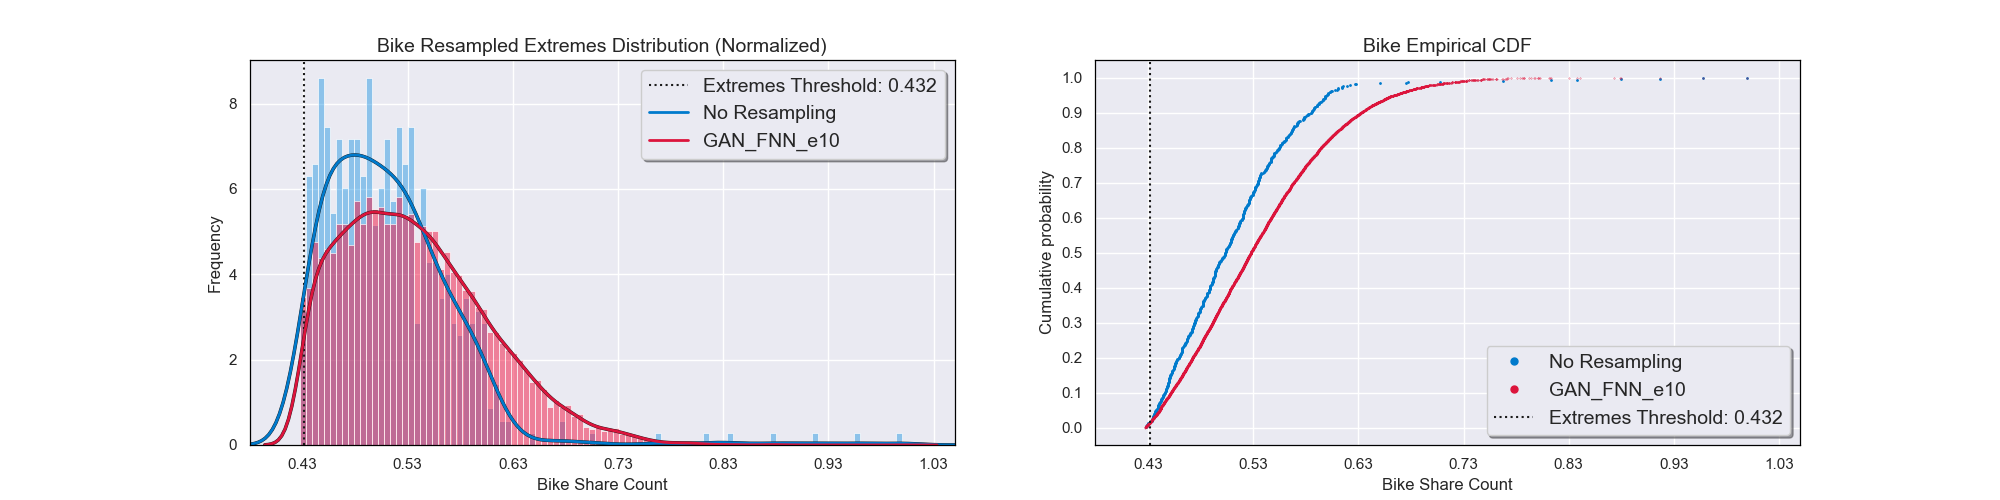 Bike Resampled Extremes Distribution (Normalized)
Extremes Threshold: 0.432
No Resampling
GAN_FNN_e10
Frequency
8
6
4
2
0
0.43 0.53 0.63 0.73 0.83 0.93 1.03
Bike Share Count
Bike Empirical CDF
Cumulative probability
1.0
0.9
0.8
0.7
0.6
0.5
0.4
0.3
0.2
0.1
0.0
No Resampling
GAN_FNN_e10
Extremes Threshold: 0.432
0.43 0.53 0.63 0.73 0.83 0.93 1.03
Bike Share Count